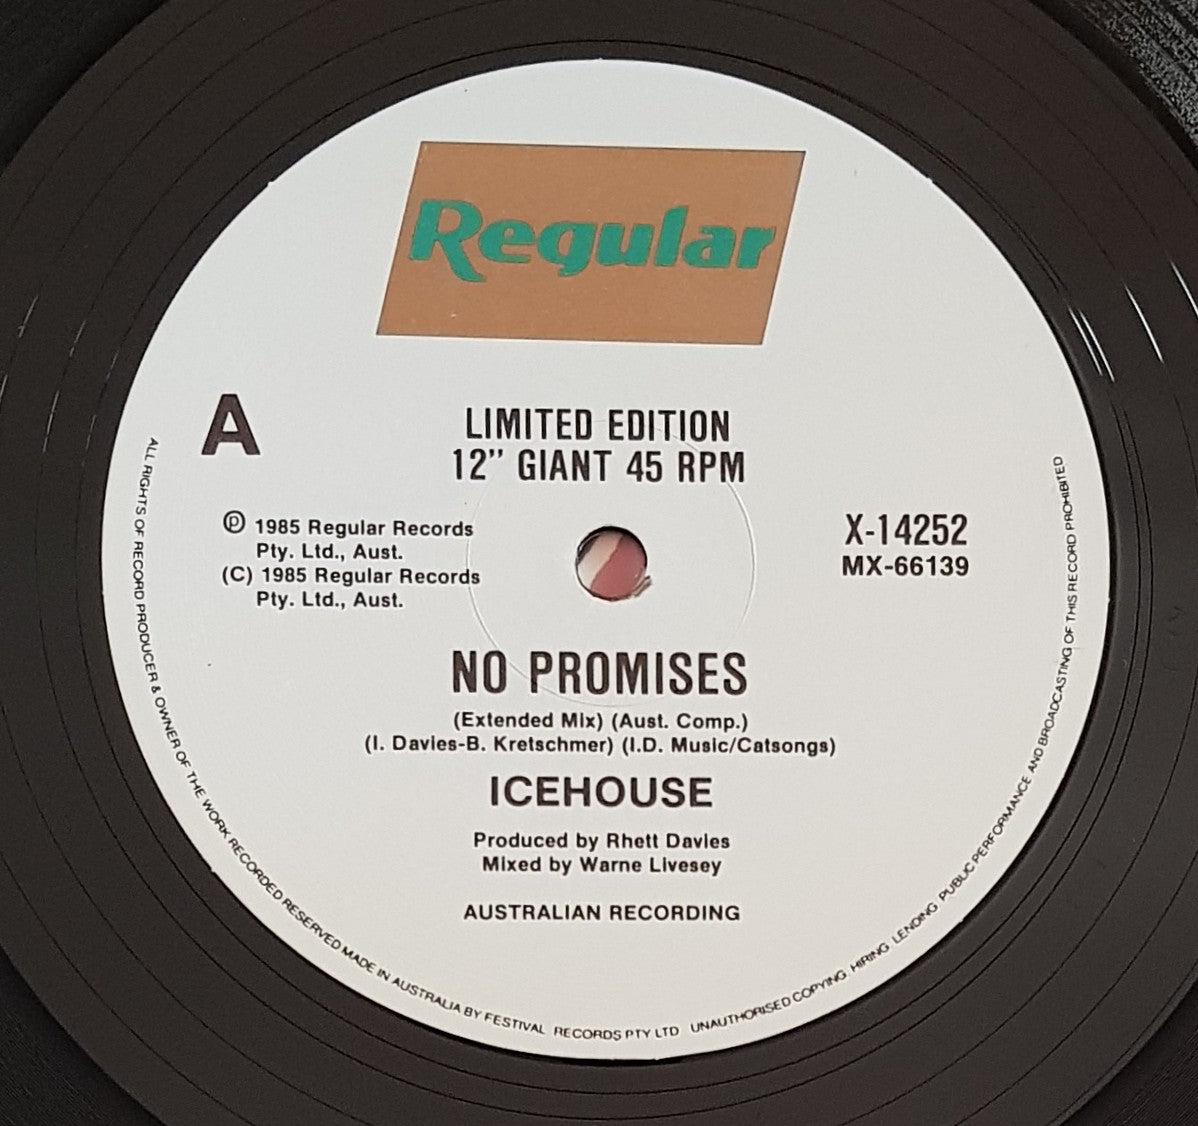 Regular
A
LIMITED EDITION
12" GIANT 45 RPM
℗ 1985 Regular Records
Pty. Ltd., Aust.
(C) 1985 Regular Records
Pty. Ltd., Aust.
X-14252
MX-66139
NO PROMISES
(Extended Mix) (Aust. Comp.)
(I. Davies-B. Kretschmer) (I.D. Music/Catsongs)
ICEHOUSE
Produced by Rhett Davies
Mixed by Warne Livesey
AUSTRALIAN RECORDING
ALL RIGHTS OF RECORD PRODUCER & OWNER OF THE WORK RECORDED RESERVED MADE IN AUSTRALIA BY FESTIVAL RECORDS PTY LTD UNAUTHORISED COPYING HIRING LENDING PUBLIC PERFORMANCE AND BROADCASTING OF THIS RECORD PROHIBITED